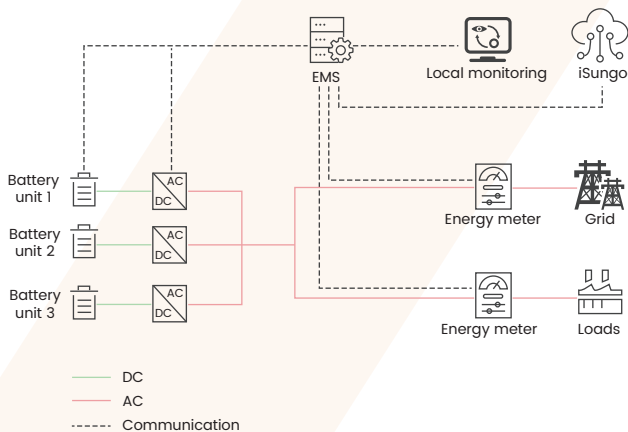 EMS
Local monitoring
iSungo
Battery
unit 1
AC
DC
Energy meter
Grid
Battery
unit 2
AC
DC
Battery
unit 3
AC
DC
Energy meter
Loads
DC
AC
Communication